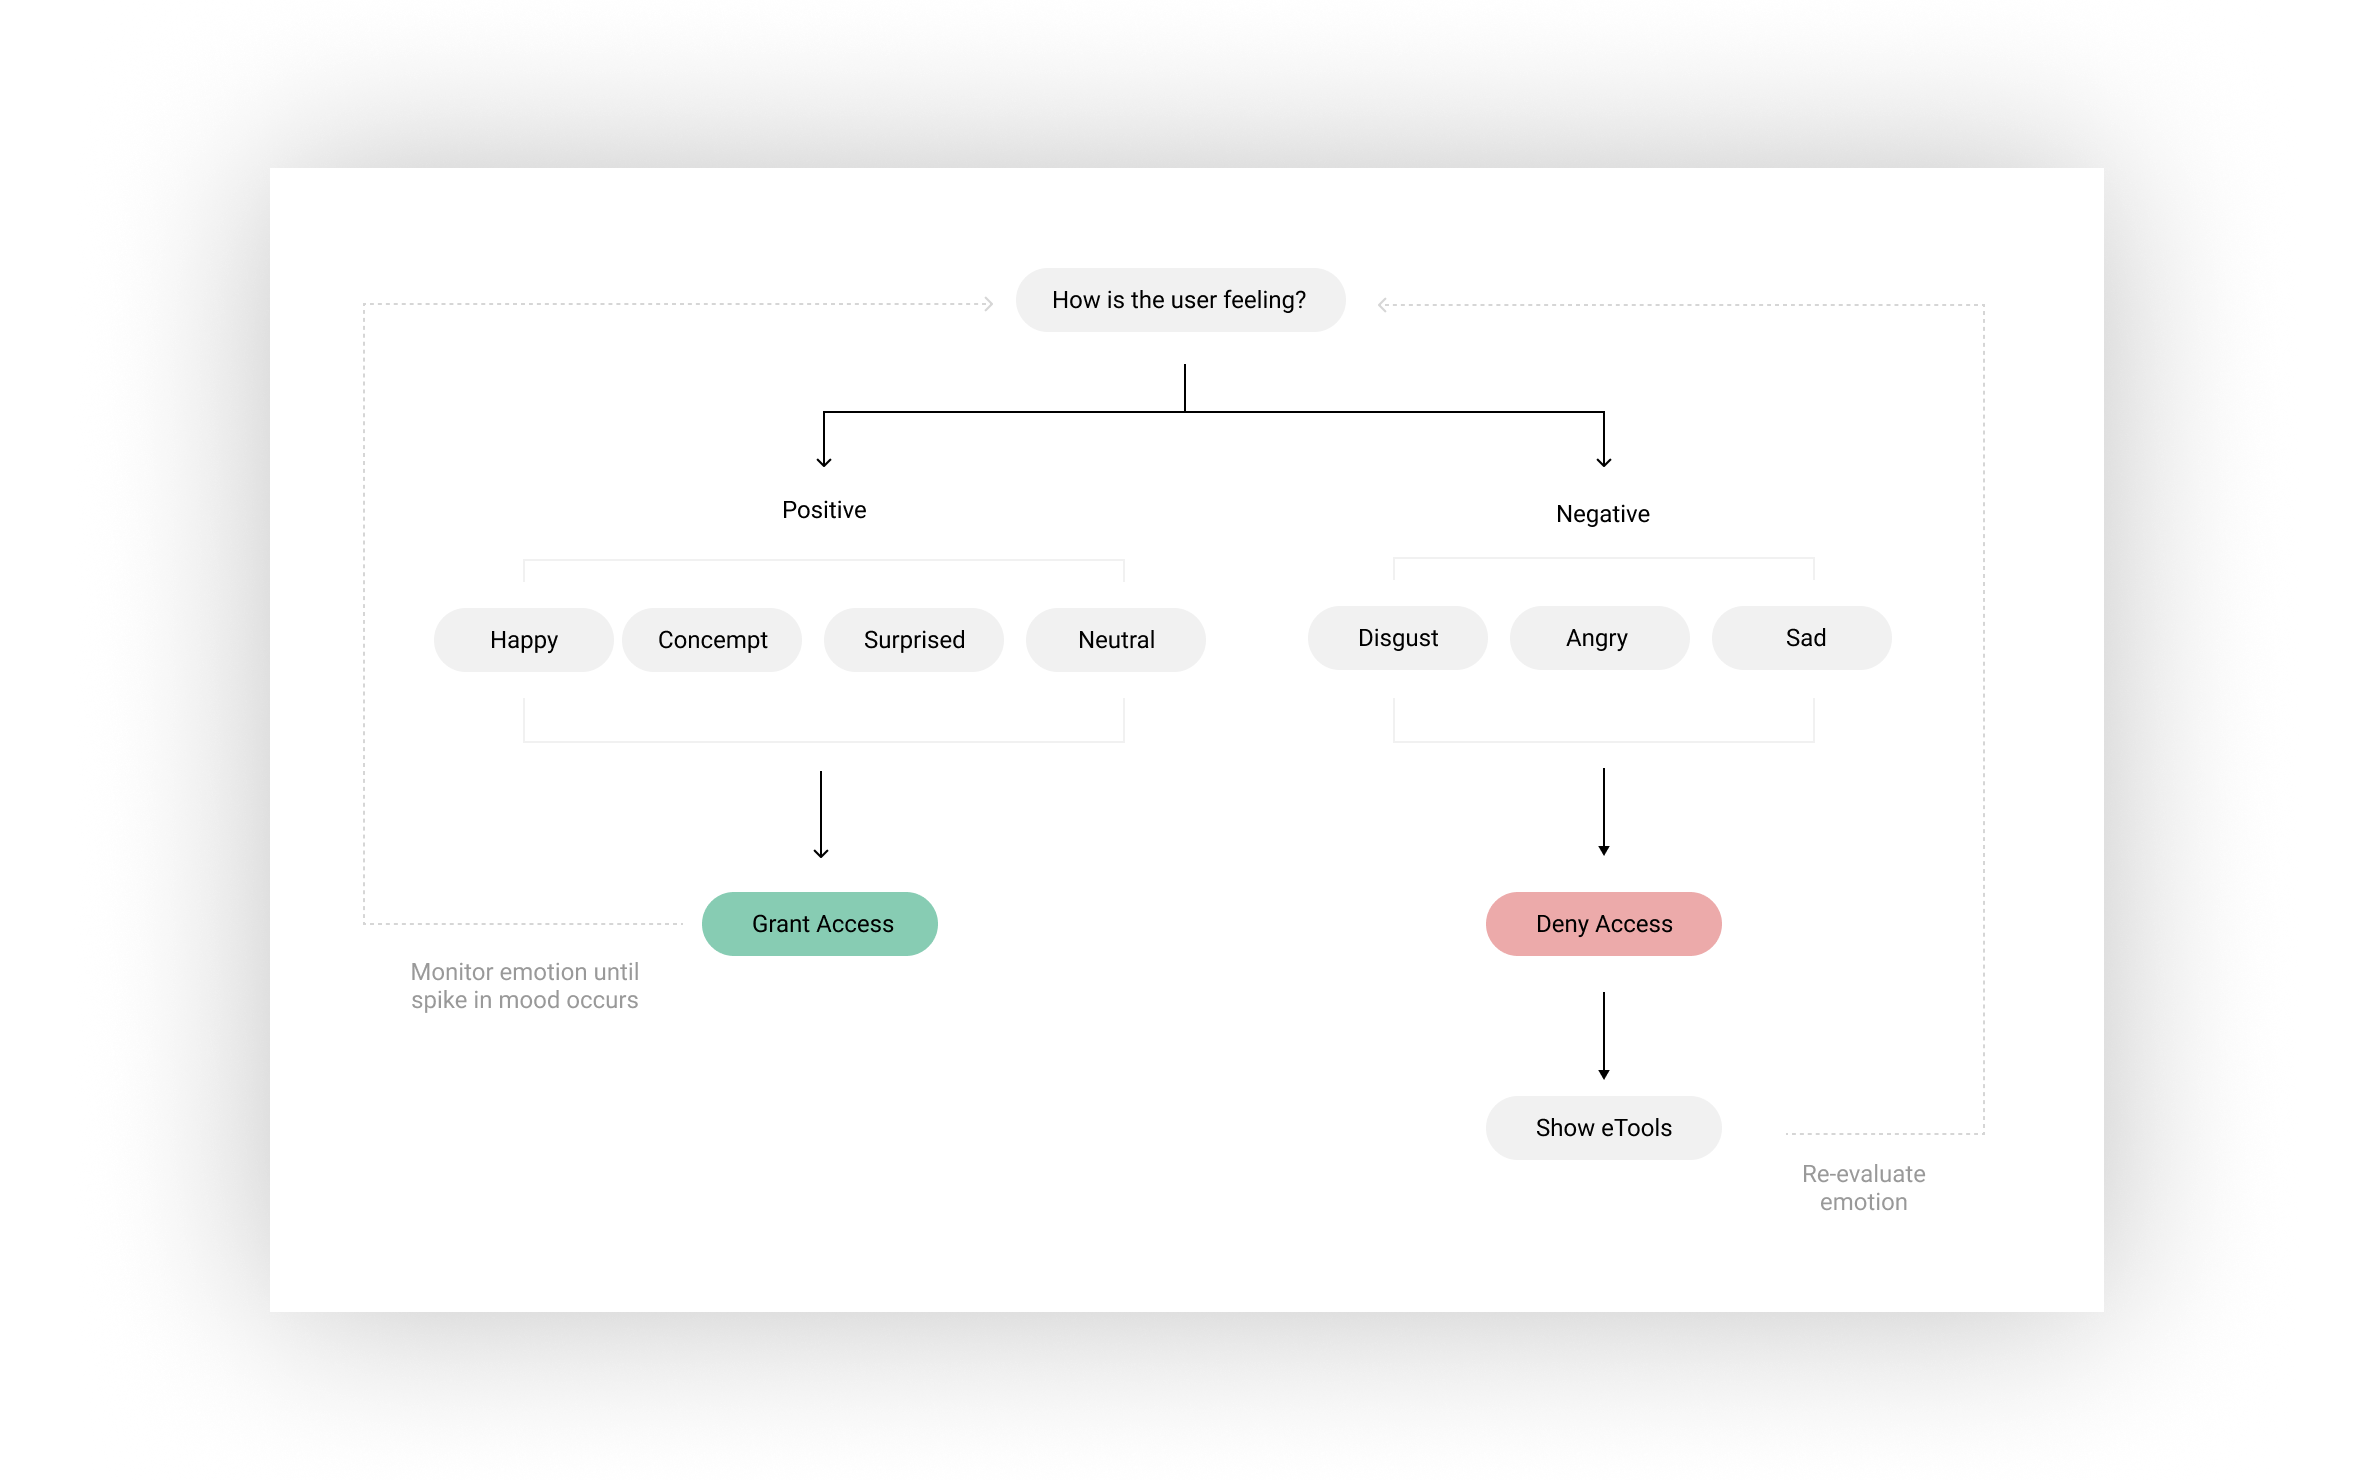 How is the user feeling?
Positive
Negative
Happy
Concempt
Surprised
Neutral
Disgust
Angry
Sad
Grant Access
Deny Access
Monitor emotion until
spike in mood occurs
Show eTools
Re-evaluate
emotion